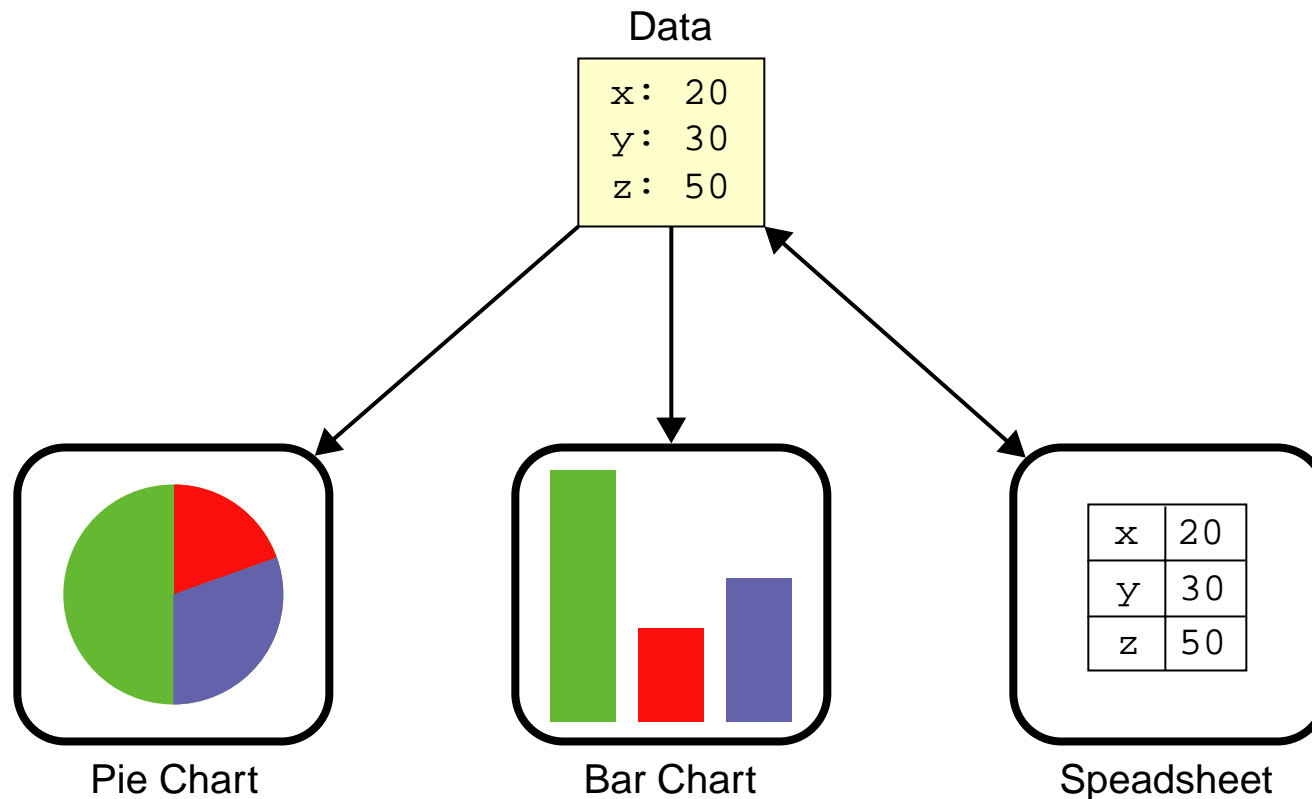 Data
x: 20
y: 30
z: 50
x 20
y 30
z 50
Pie Chart
Bar Chart
Speadsheet